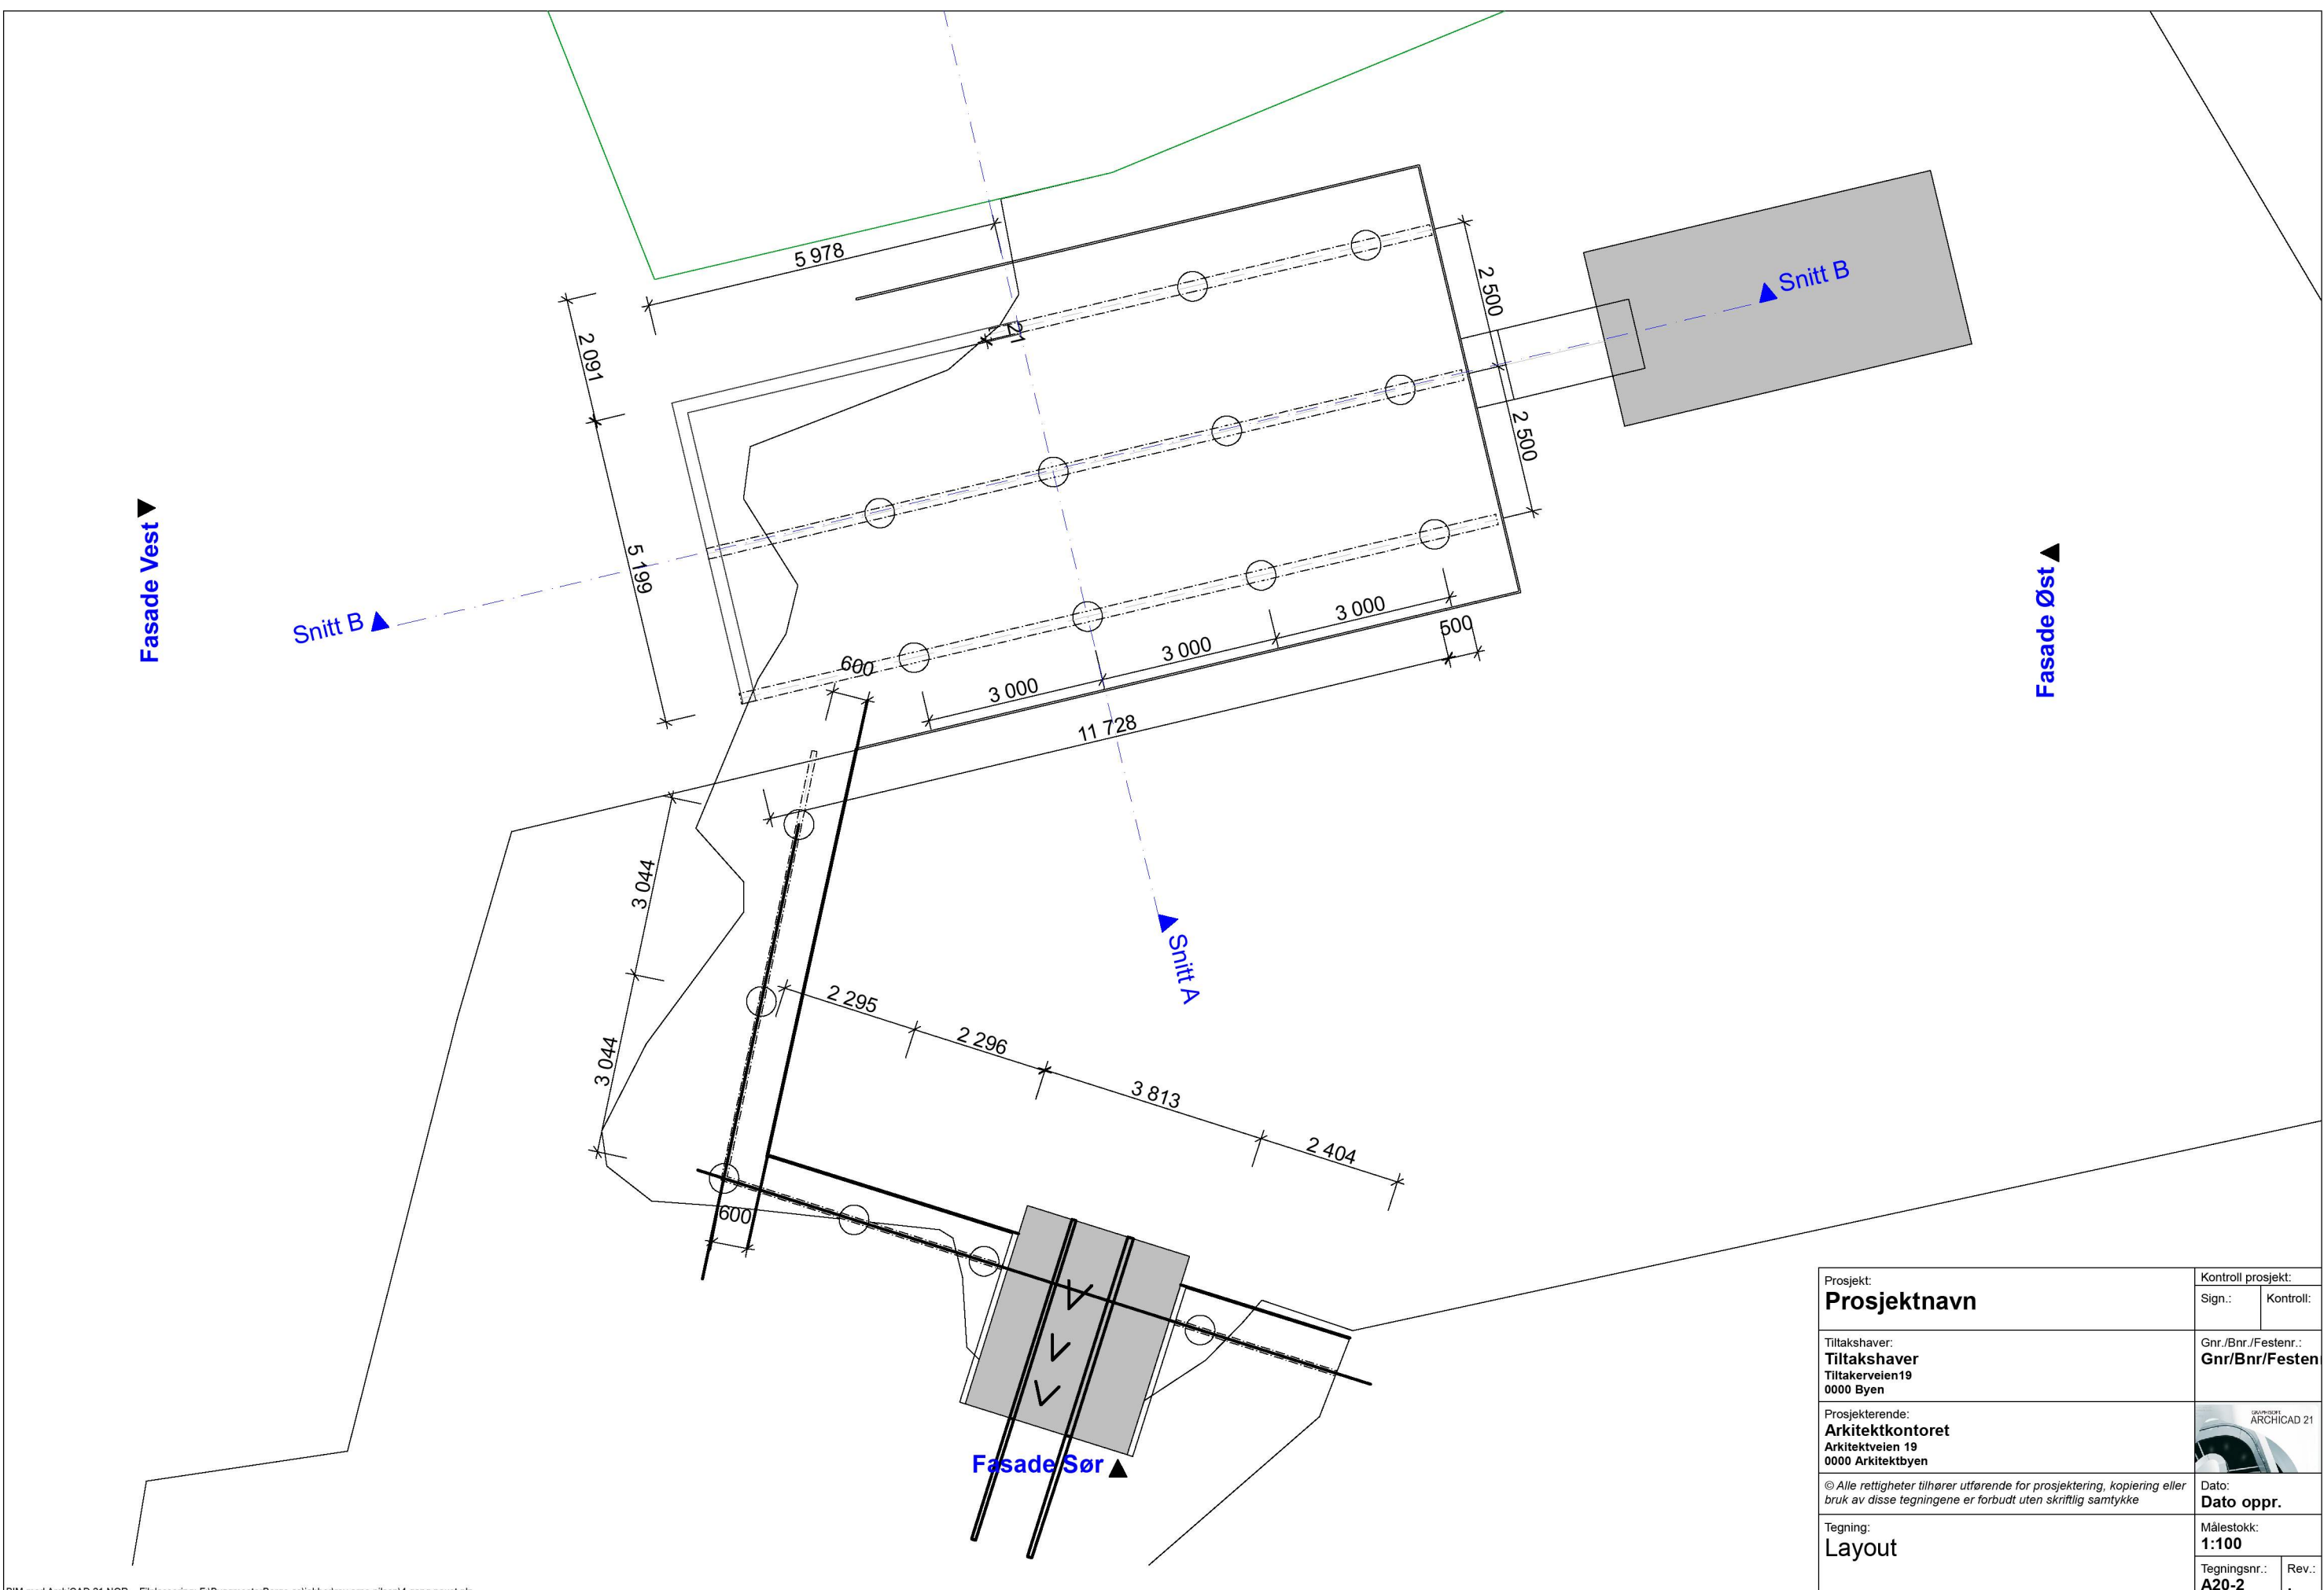 5 978
2 091
21
2 500
Snitt B
2 500
Fasade Vest
5 199
Snitt B
Fasade Øst
3 000
500
3 000
600
3 000
11 728
3 044
Snitt A
2 295
2 296
3 044
3 813
2 404
600
Fasade Sør
Prosjekt:
Prosjektnavn
Kontroll prosjekt:
Sign.:
Kontroll:
Tiltakshaver:
Tiltakshaver
Tiltakerveien19
0000 Byen
Gnr./Bnr./Festenr.:
Gnr/Bnr/Festen
Prosjekterende:
Arkitektkontoret
Arkitektveien 19
0000 Arkitektbyen
GRAPHISOFT
ARCHICAD 21
© Alle rettigheter tilhører utførende for prosjektering, kopiering eller
bruk av disse tegningene er forbudt uten skriftlig samtykke
Dato:
Dato oppr.
Tegning:
Layout
Målestokk:
1:100
Tegningsnr.:
A20-2
Rev.: